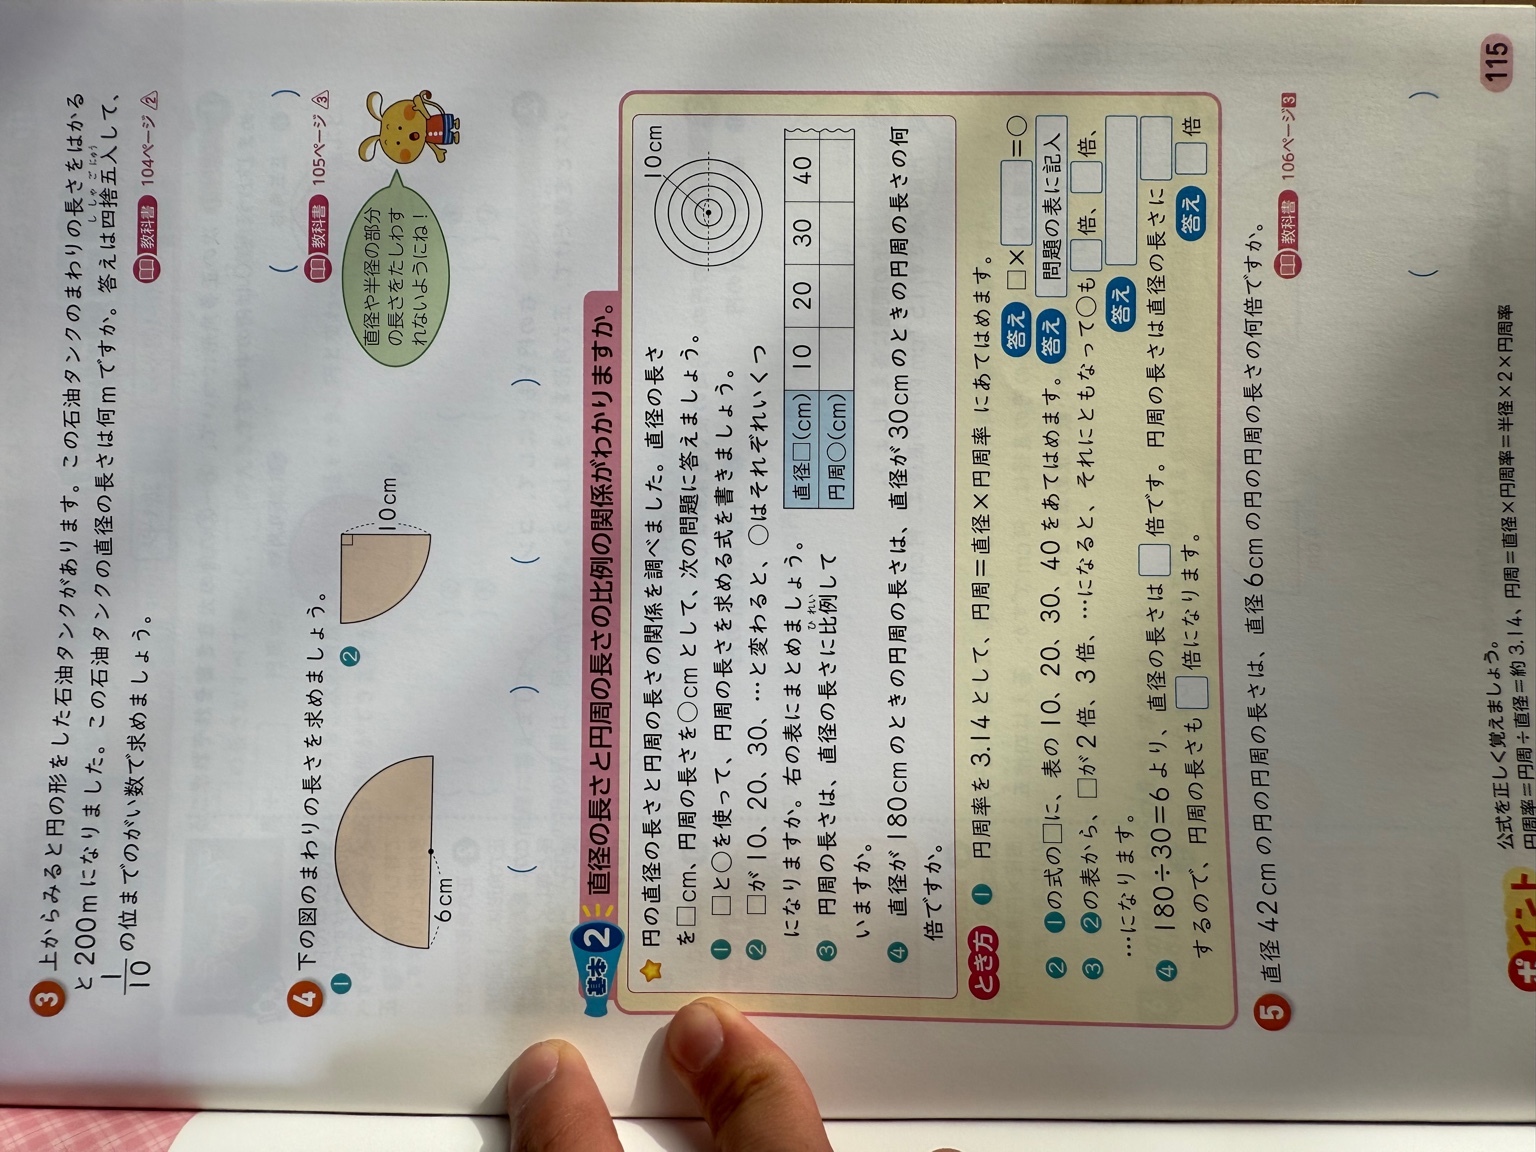 3 上からみると円の形をした石油タンクがあります。この石油タンクのまわりの長さをはかる
と200mになりました。この石油タンクの直径の長さは何mですか。答えは四捨五入して、
ししゃごにゅう
1/10の位までのがい数で求めましょう。
教科書 104ページ 2
( )
4 下の図のまわりの長さを求めましょう。
教科書 105ページ 3
1
6cm
2
10cm
直径や半径の部分
の長さをたしわす
れないようにね！
( ) ( )
基本2 直径の長さと円周の長さの比例の関係がわかりますか。
円の直径の長さと円周の長さの関係を調べました。直径の長さ
を□cm、円周の長さを○cmとして、次の問題に答えましょう。
1 □と○を使って、円周の長さを求める式を書きましょう。
2 □が10、20、30、…と変わると、○はそれぞれいくつ
になりますか。右の表にまとめましょう。
3 円周の長さは、直径の長さに比例して
ひれい
いますか。
10cm
直径□(cm) 10 20 30 40
円周○(cm)
4 直径が180cmのときの円周の長さは、直径が30cmのときの円周の長さの何
倍ですか。
とき方 1 円周率を3.14として、円周＝直径×円周率 にあてはめます。
答え □× ＝○
2 1の式の□に、表の10、20、30、40をあてはめます。 答え 問題の表に記入
3 2の表から、□が2倍、3倍、…になると、それにともなって○も 倍、 倍、
…になります。 答え
4 180÷30＝6より、直径の長さは 倍です。円周の長さは直径の長さに
するので、円周の長さも 倍になります。 答え 倍
5 直径42cmの円の円周の長さは、直径6cmの円の円周の長さの何倍ですか。
教科書 106ページ 3
( )
ポイント 公式を正しく覚えましょう。
円周率＝円周÷直径＝約3.14、円周＝直径×円周率＝半径×2×円周率
115